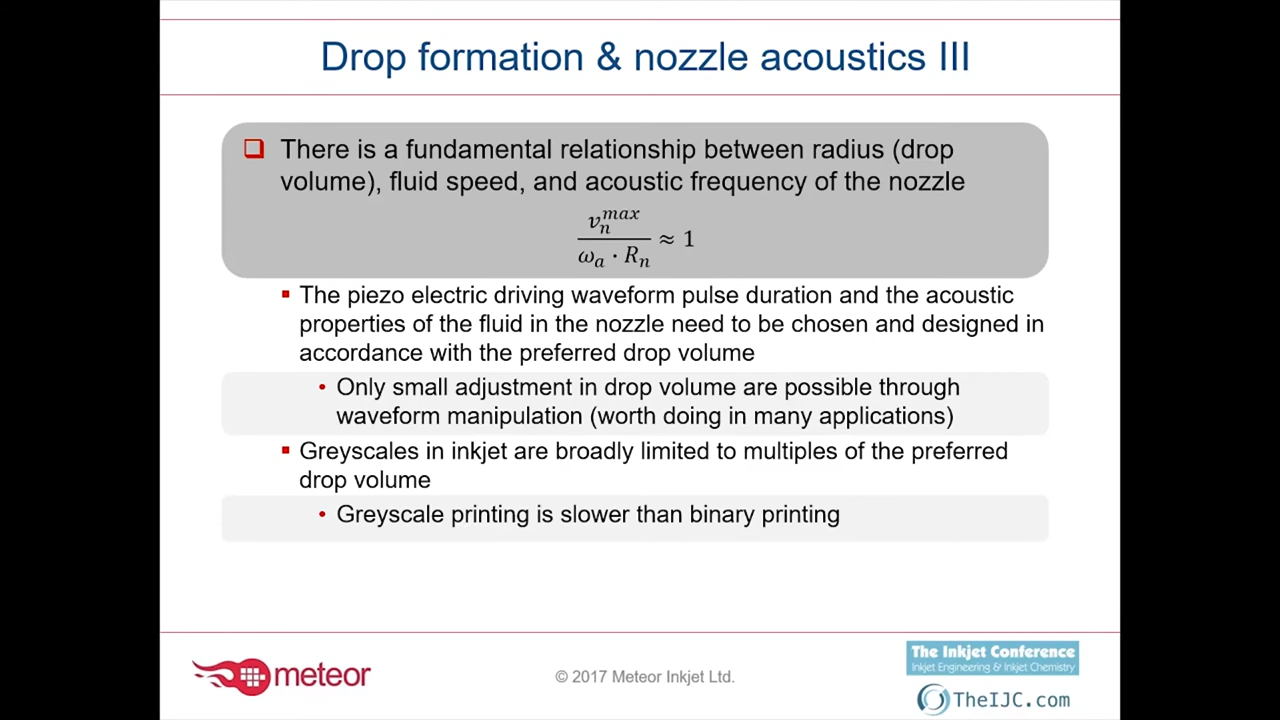 Drop formation & nozzle acoustics III
❑ There is a fundamental relationship between radius (drop
volume), fluid speed, and acoustic frequency of the nozzle
$\frac{v_n^{max}}{\omega_a \cdot R_n} \approx 1$
▪ The piezo electric driving waveform pulse duration and the acoustic
properties of the fluid in the nozzle need to be chosen and designed in
accordance with the preferred drop volume
• Only small adjustment in drop volume are possible through
waveform manipulation (worth doing in many applications)
▪ Greyscales in inkjet are broadly limited to multiples of the preferred
drop volume
• Greyscale printing is slower than binary printing
meteor
© 2017 Meteor Inkjet Ltd.
The Inkjet Conference
Inkjet Engineering & Inkjet Chemistry
TheIJC.com